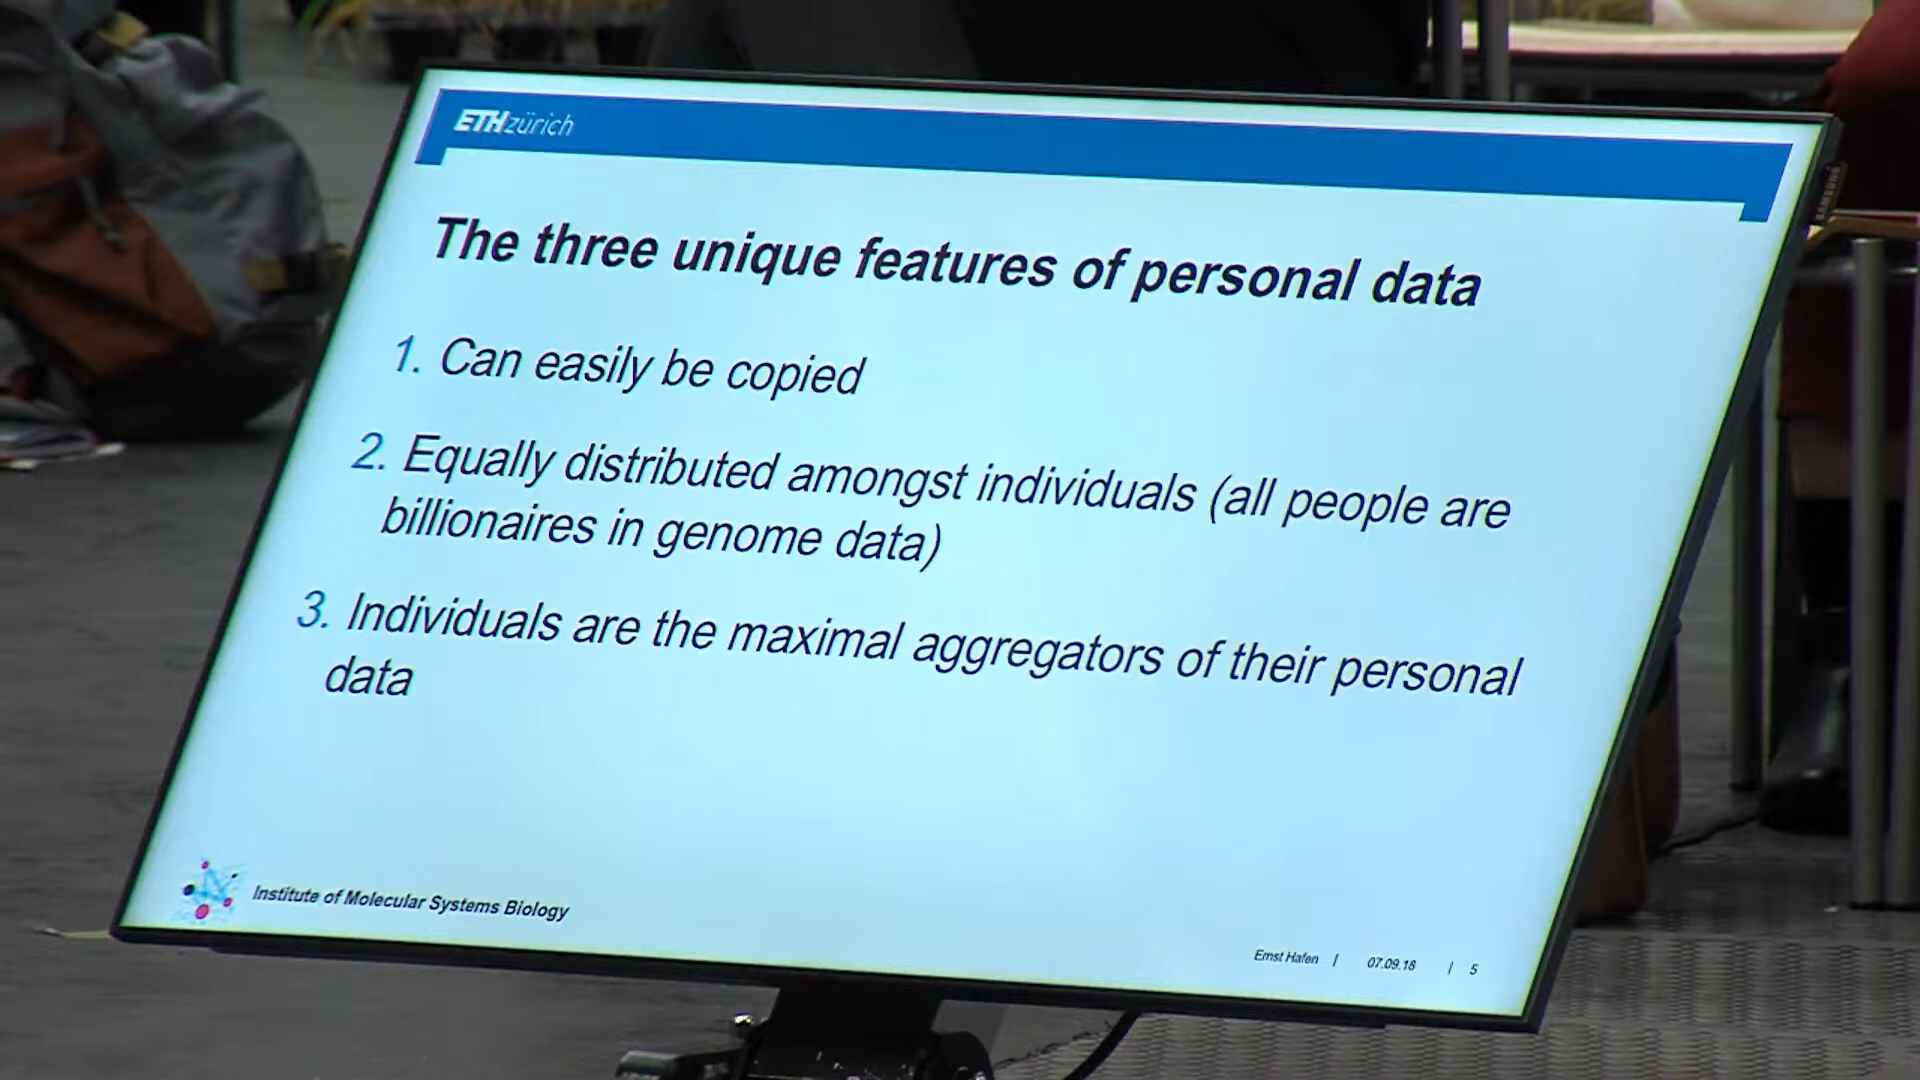 ETHzürich
The three unique features of personal data
1. Can easily be copied
2. Equally distributed amongst individuals (all people are
billionaires in genome data)
3. Individuals are the maximal aggregators of their personal
data
Institute of Molecular Systems Biology
Ernst Hafen | 07.09.18 | 5
SAMSUNG